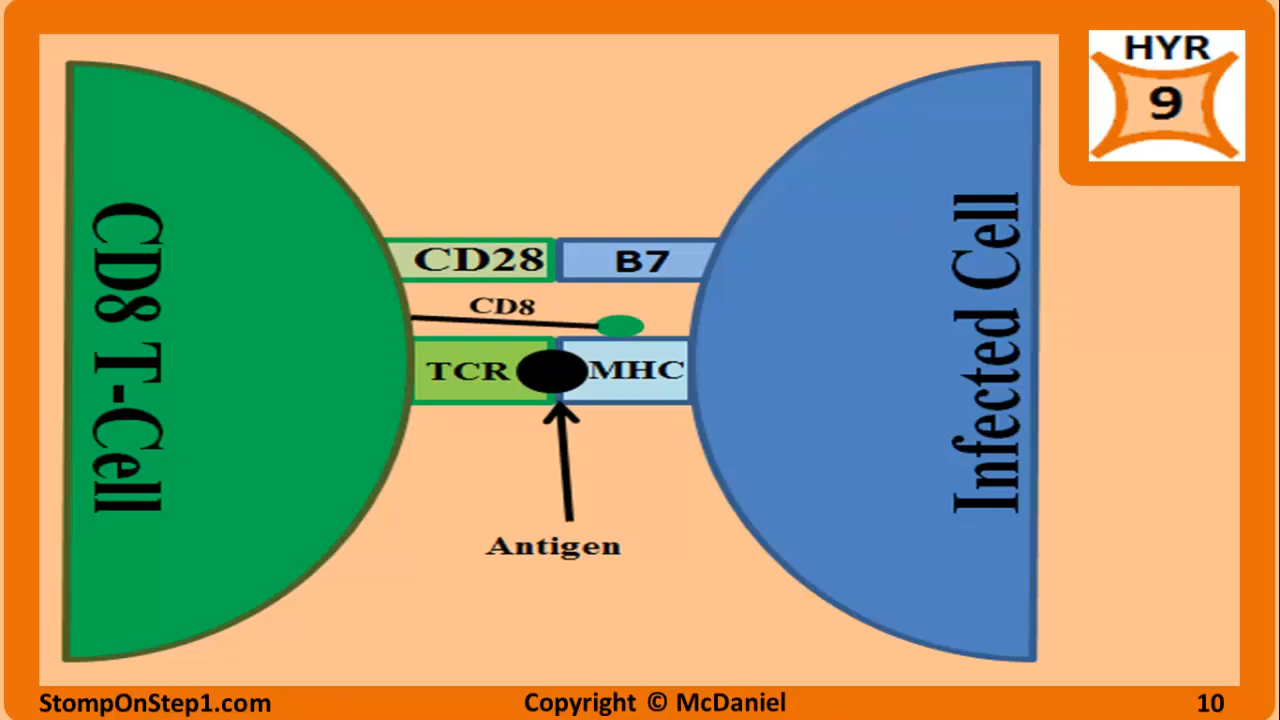 HYR
9
CD8 T-Cell
CD28
B7
CD8
TCR
MHC
Antigen
Infected Cell
StompOnStep1.com
Copyright © McDaniel
10